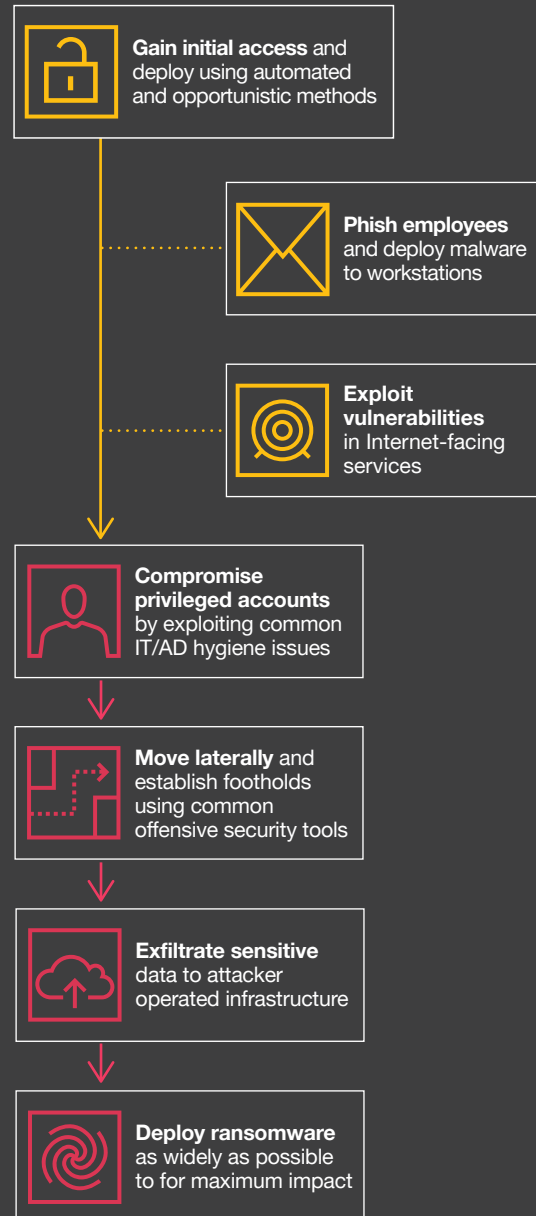 Gain initial access and
deploy using automated
and opportunistic methods
Phish employees
and deploy malware
to workstations
Exploit
vulnerabilities
in Internet-facing
services
Compromise
privileged accounts
by exploiting common
IT/AD hygiene issues
Move laterally and
establish footholds
using common
offensive security tools
Exfiltrate sensitive
data to attacker
operated infrastructure
Deploy ransomware
as widely as possible
to for maximum impact